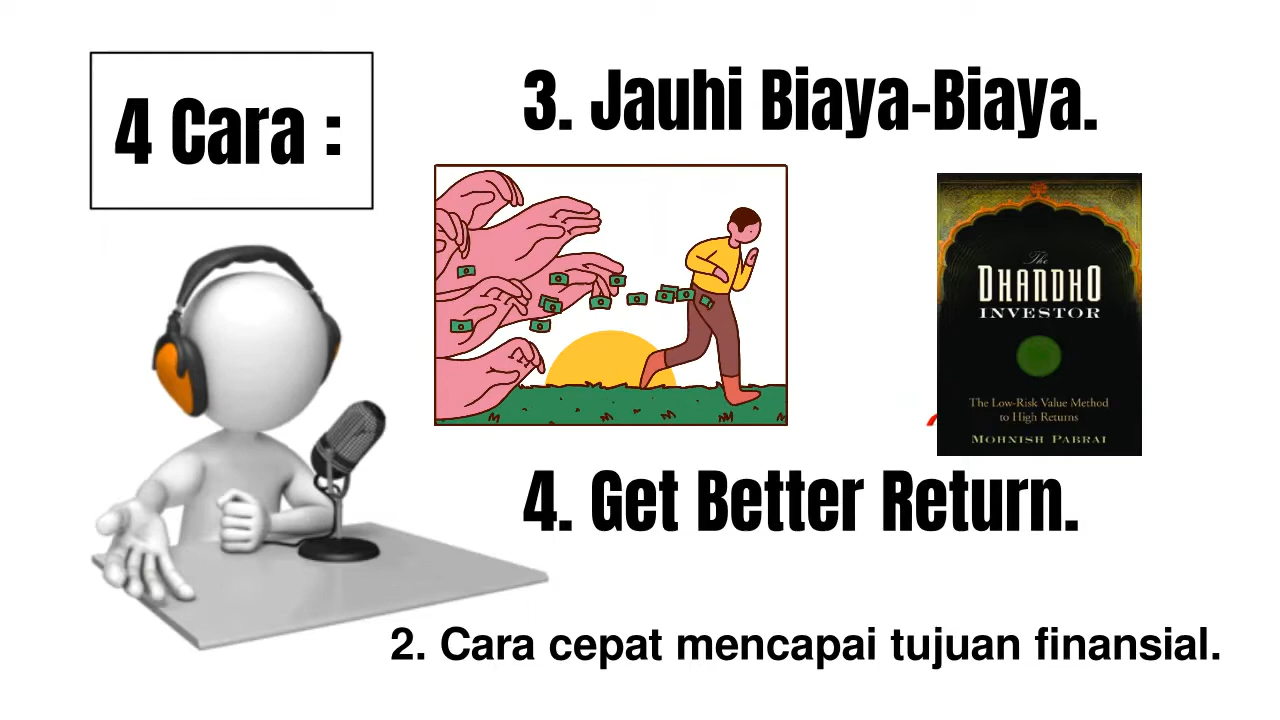 4 Cara :
3. Jauhi Biaya-Biaya.
The
DHANDHO
INVESTOR
The Low-Risk Value Method
to High Returns
MOHNISH PABRAI
4. Get Better Return.
2. Cara cepat mencapai tujuan finansial.